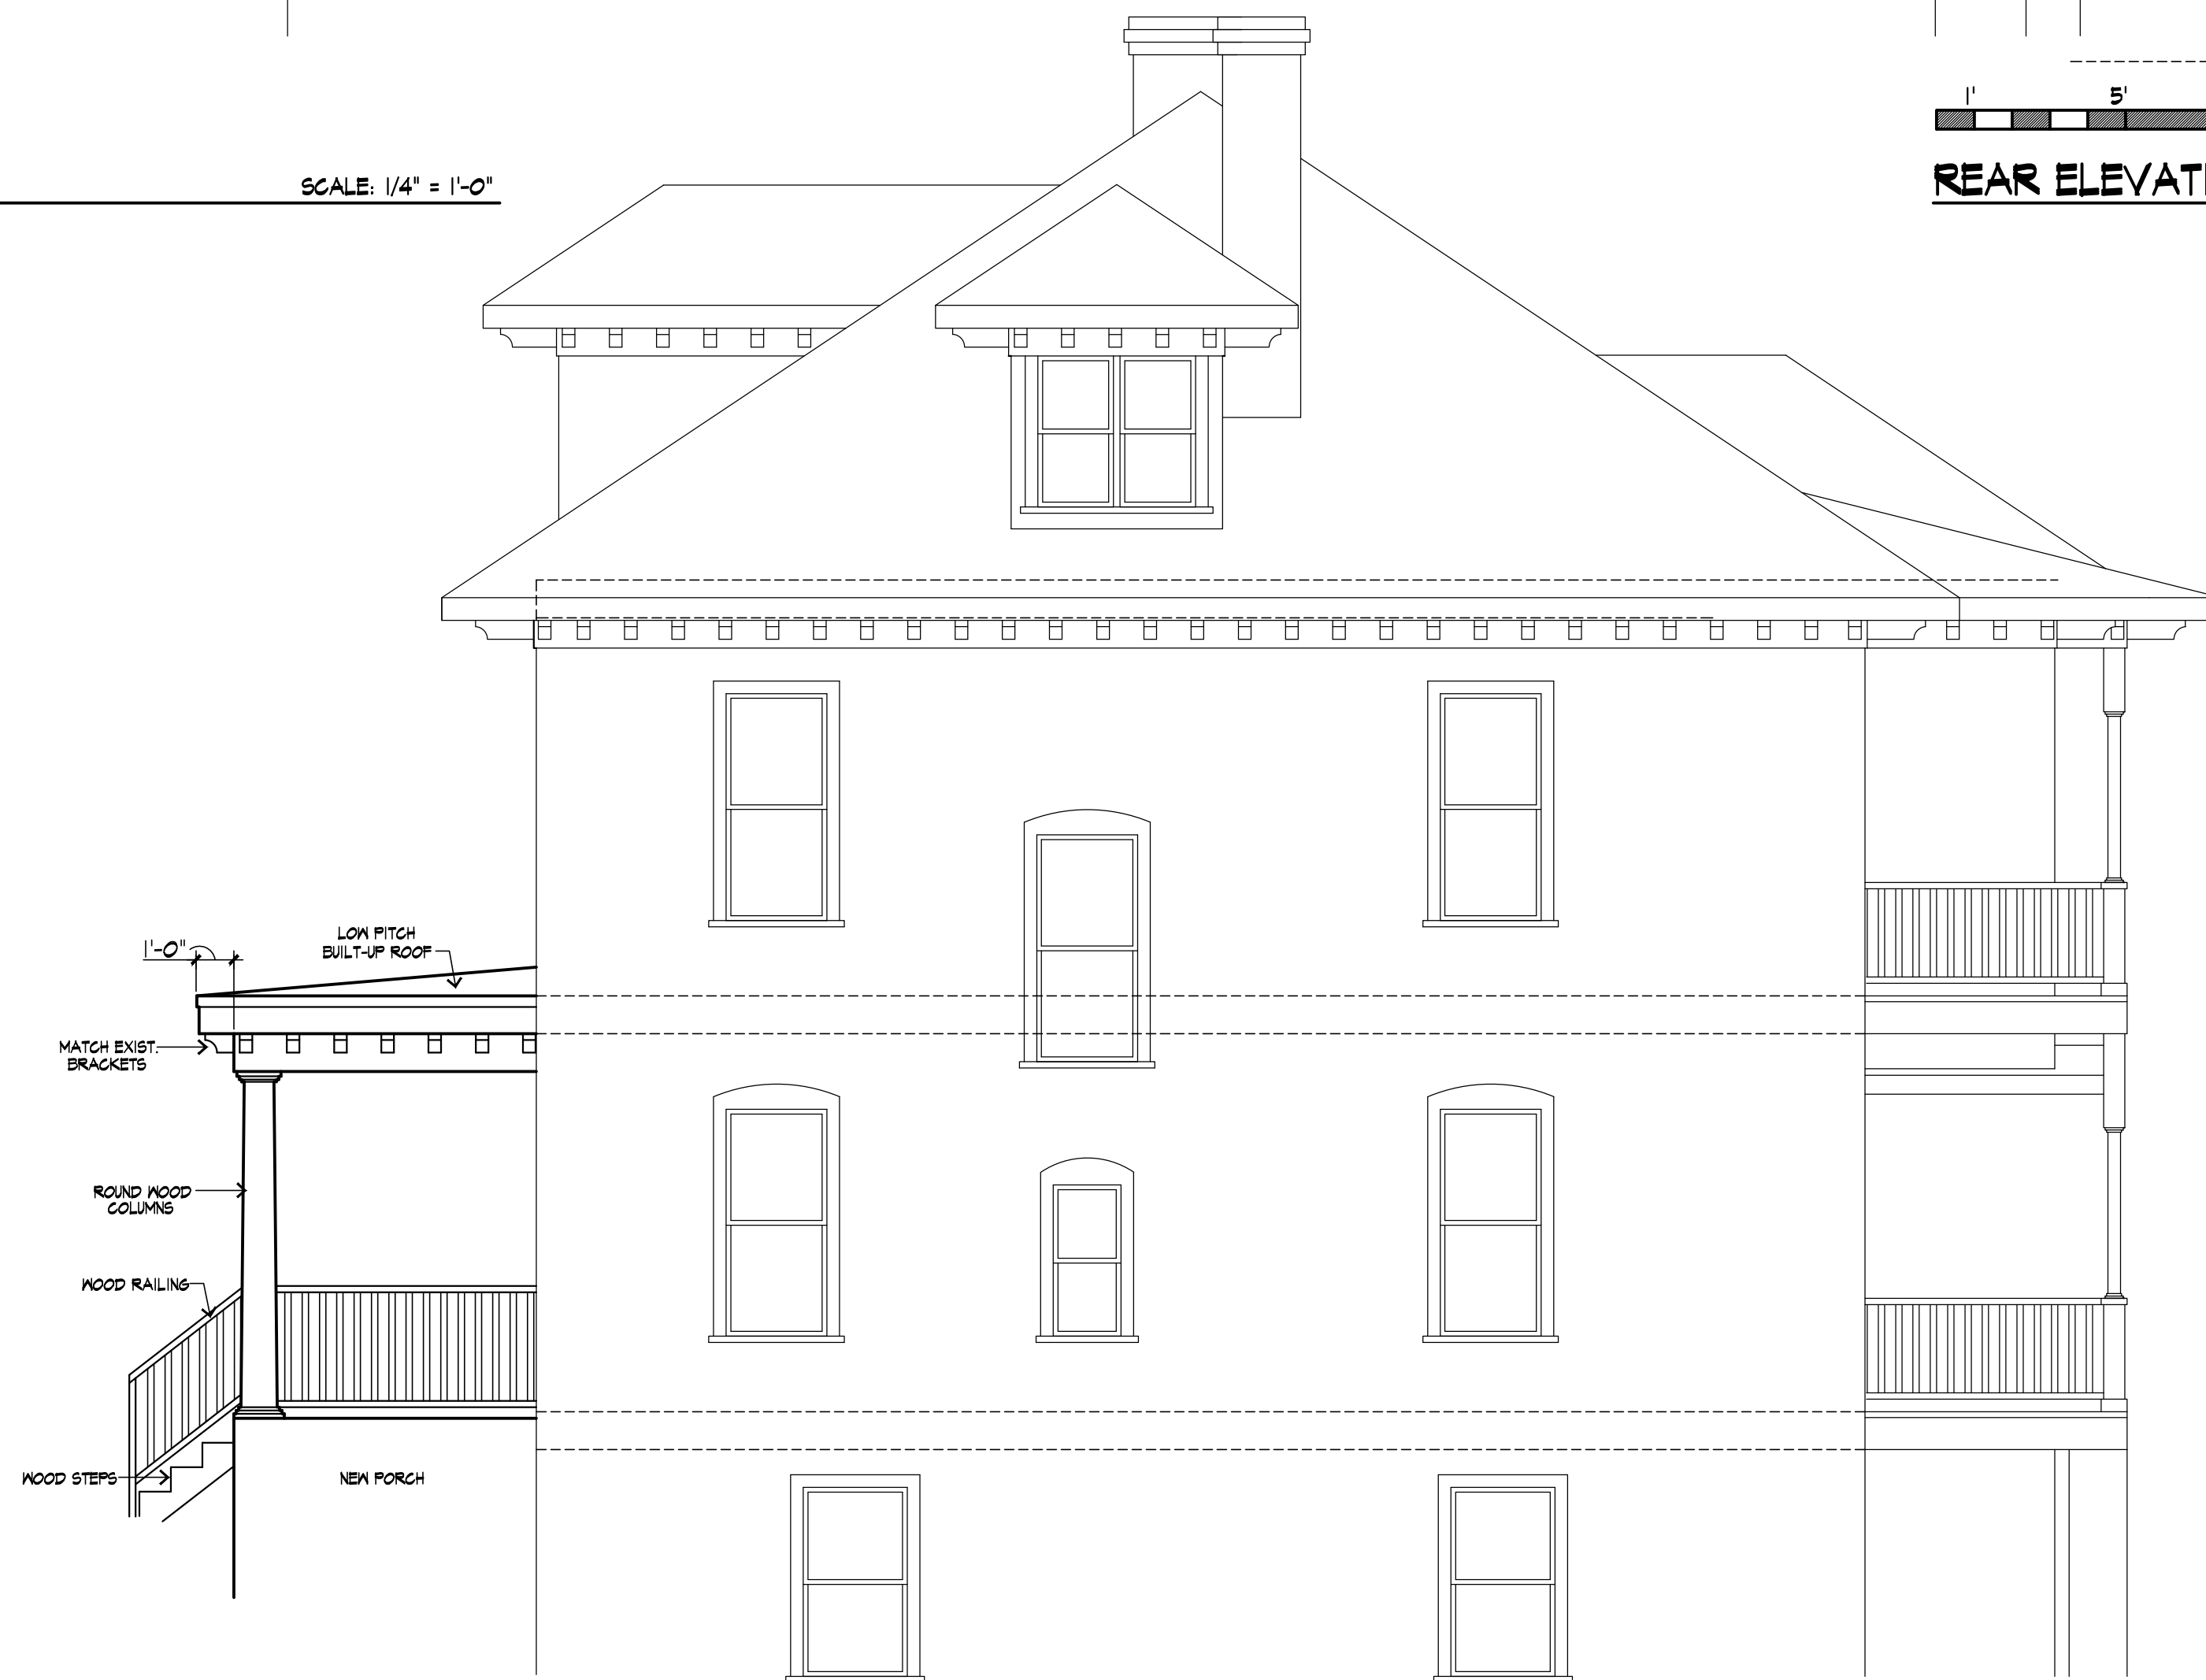 1'
5'
SCALE: 1/4" = 1'-0"
REAR ELEVATI
LOW PITCH
BUILT-UP ROOF
1'-0"
MATCH EXIST.
BRACKETS
ROUND WOOD
COLUMNS
WOOD RAILING
WOOD STEPS
NEW PORCH